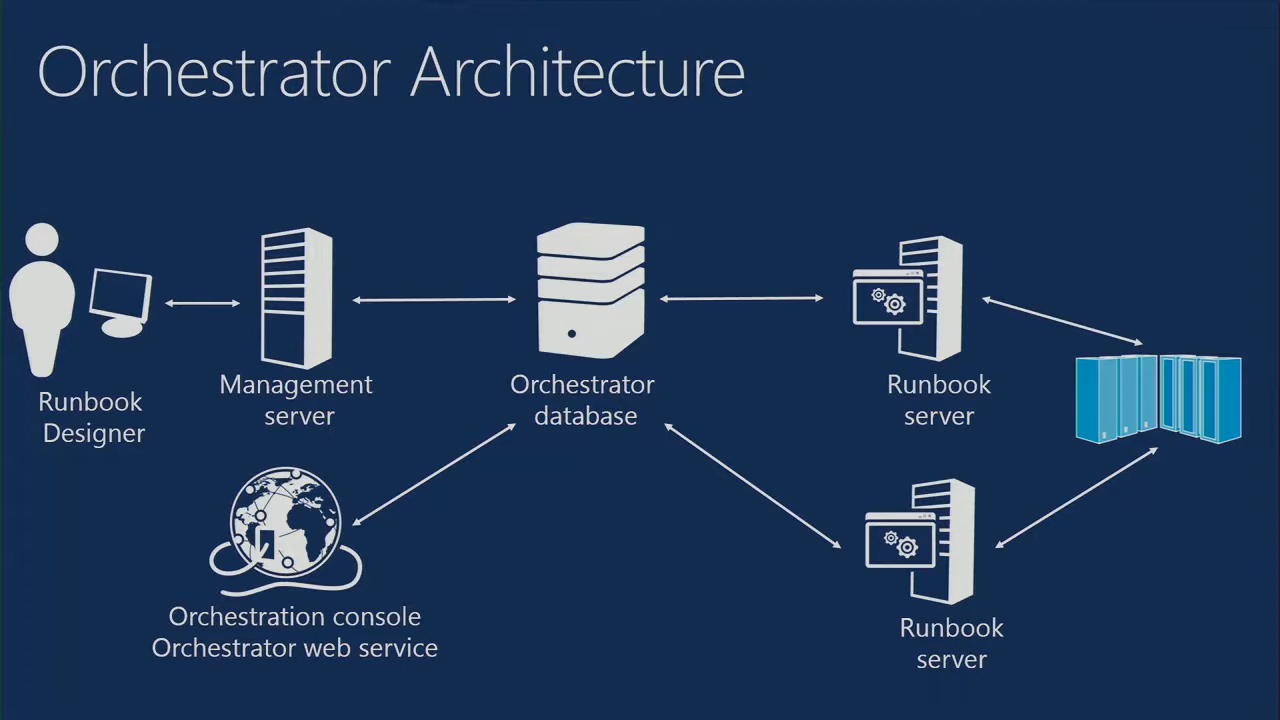 Orchestrator Architecture
Runbook
Designer
Management
server
Orchestrator
database
Runbook
server
Orchestration console
Orchestrator web service
Runbook
server